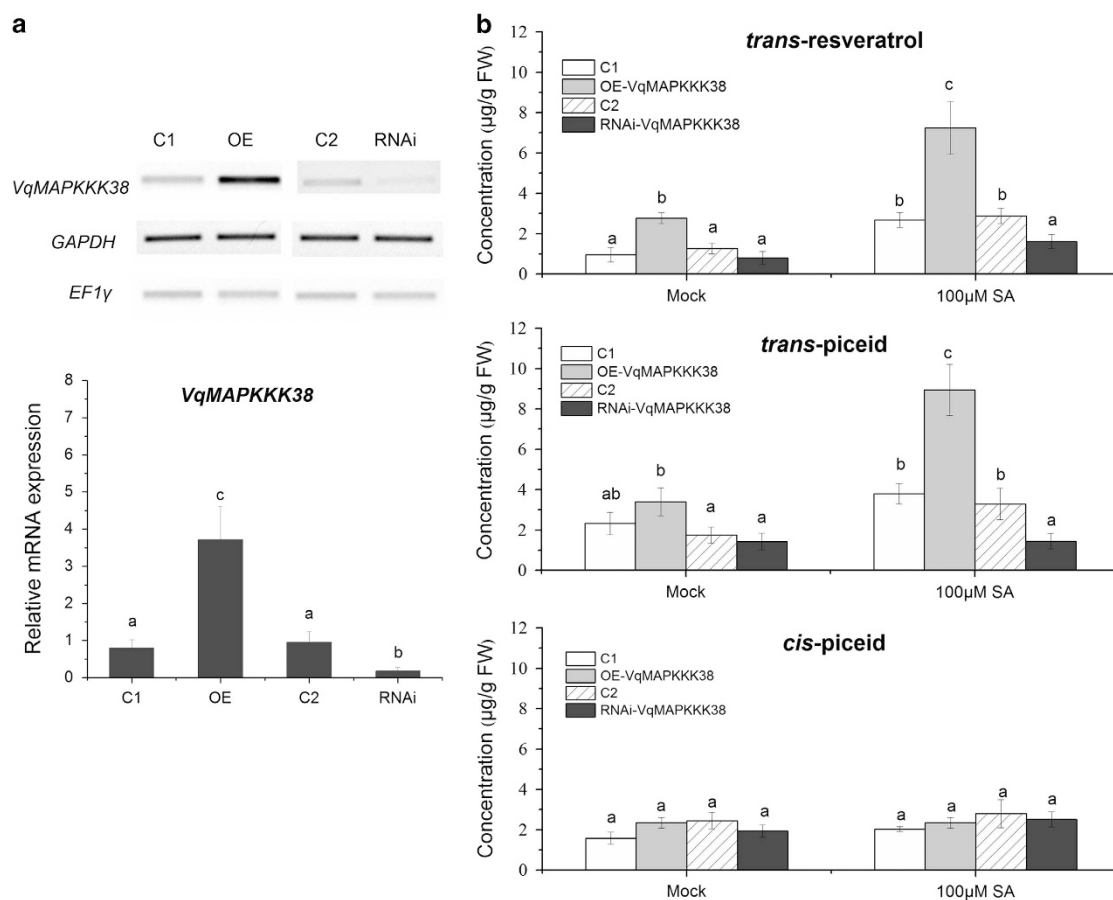 a
C1 OE C2 RNAi
VqMAPKKK38
GAPDH
EF1γ
VqMAPKKK38
Relative mRNA expression
8
7
6
5
4
3
2
1
0
a
c
a
b
C1 OE C2 RNAi
b
trans-resveratrol
C1
OE-VqMAPKKK38
C2
RNAi-VqMAPKKK38
Concentration (µg/g FW)
12
10
8
6
4
2
0
a b a a b c b a
Mock 100µM SA
trans-piceid
C1
OE-VqMAPKKK38
C2
RNAi-VqMAPKKK38
Concentration (µg/g FW)
12
10
8
6
4
2
0
ab b a a b c b a
Mock 100µM SA
cis-piceid
C1
OE-VqMAPKKK38
C2
RNAi-VqMAPKKK38
Concentration (µg/g FW)
12
10
8
6
4
2
0
a a a a a a a a
Mock 100µM SA